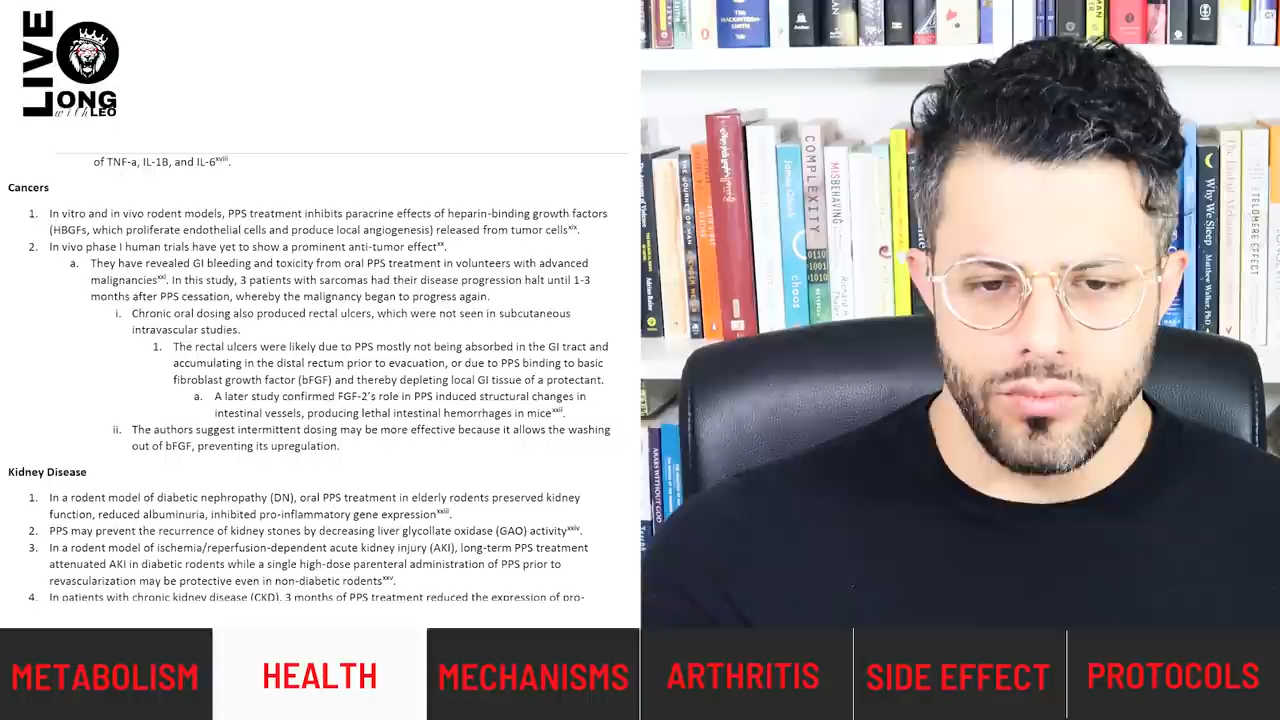 LIVE
LONG
with LEO
of TNF-a, IL-1B, and IL-6xviii.
Cancers
1. In vitro and in vivo rodent models, PPS treatment inhibits paracrine effects of heparin-binding growth factors
(HBGFs, which proliferate endothelial cells and produce local angiogenesis) released from tumor cellsxix.
2. In vivo phase I human trials have yet to show a prominent anti-tumor effectxx.
a. They have revealed GI bleeding and toxicity from oral PPS treatment in volunteers with advanced
malignanciesxxi. In this study, 3 patients with sarcomas had their disease progression halt until 1-3
months after PPS cessation, whereby the malignancy began to progress again.
i. Chronic oral dosing also produced rectal ulcers, which were not seen in subcutaneous
intravascular studies.
1. The rectal ulcers were likely due to PPS mostly not being absorbed in the GI tract and
accumulating in the distal rectum prior to evacuation, or due to PPS binding to basic
fibroblast growth factor (bFGF) and thereby depleting local GI tissue of a protectant.
a. A later study confirmed FGF-2's role in PPS induced structural changes in
intestinal vessels, producing lethal intestinal hemorrhages in micexxii.
ii. The authors suggest intermittent dosing may be more effective because it allows the washing
out of bFGF, preventing its upregulation.
Kidney Disease
1. In a rodent model of diabetic nephropathy (DN), oral PPS treatment in elderly rodents preserved kidney
function, reduced albuminuria, inhibited pro-inflammatory gene expressionxxiii.
2. PPS may prevent the recurrence of kidney stones by decreasing liver glycollate oxidase (GAO) activityxxiv.
3. In a rodent model of ischemia/reperfusion-dependent acute kidney injury (AKI), long-term PPS treatment
attenuated AKI in diabetic rodents while a single high-dose parenteral administration of PPS prior to
revascularization may be protective even in non-diabetic rodentsxxv.
4. In patients with chronic kidney disease (CKD), 3 months of PPS treatment reduced the expression of pro-
COMPLEXITY
MISBEHAVING
James Gleick
chaos
Richard
Why We Sleep
Matthew Walker, PhD
TELOMERE EFFECT
METABOLISM
HEALTH
MECHANISMS
ARTHRITIS
SIDE EFFECT
PROTOCOLS